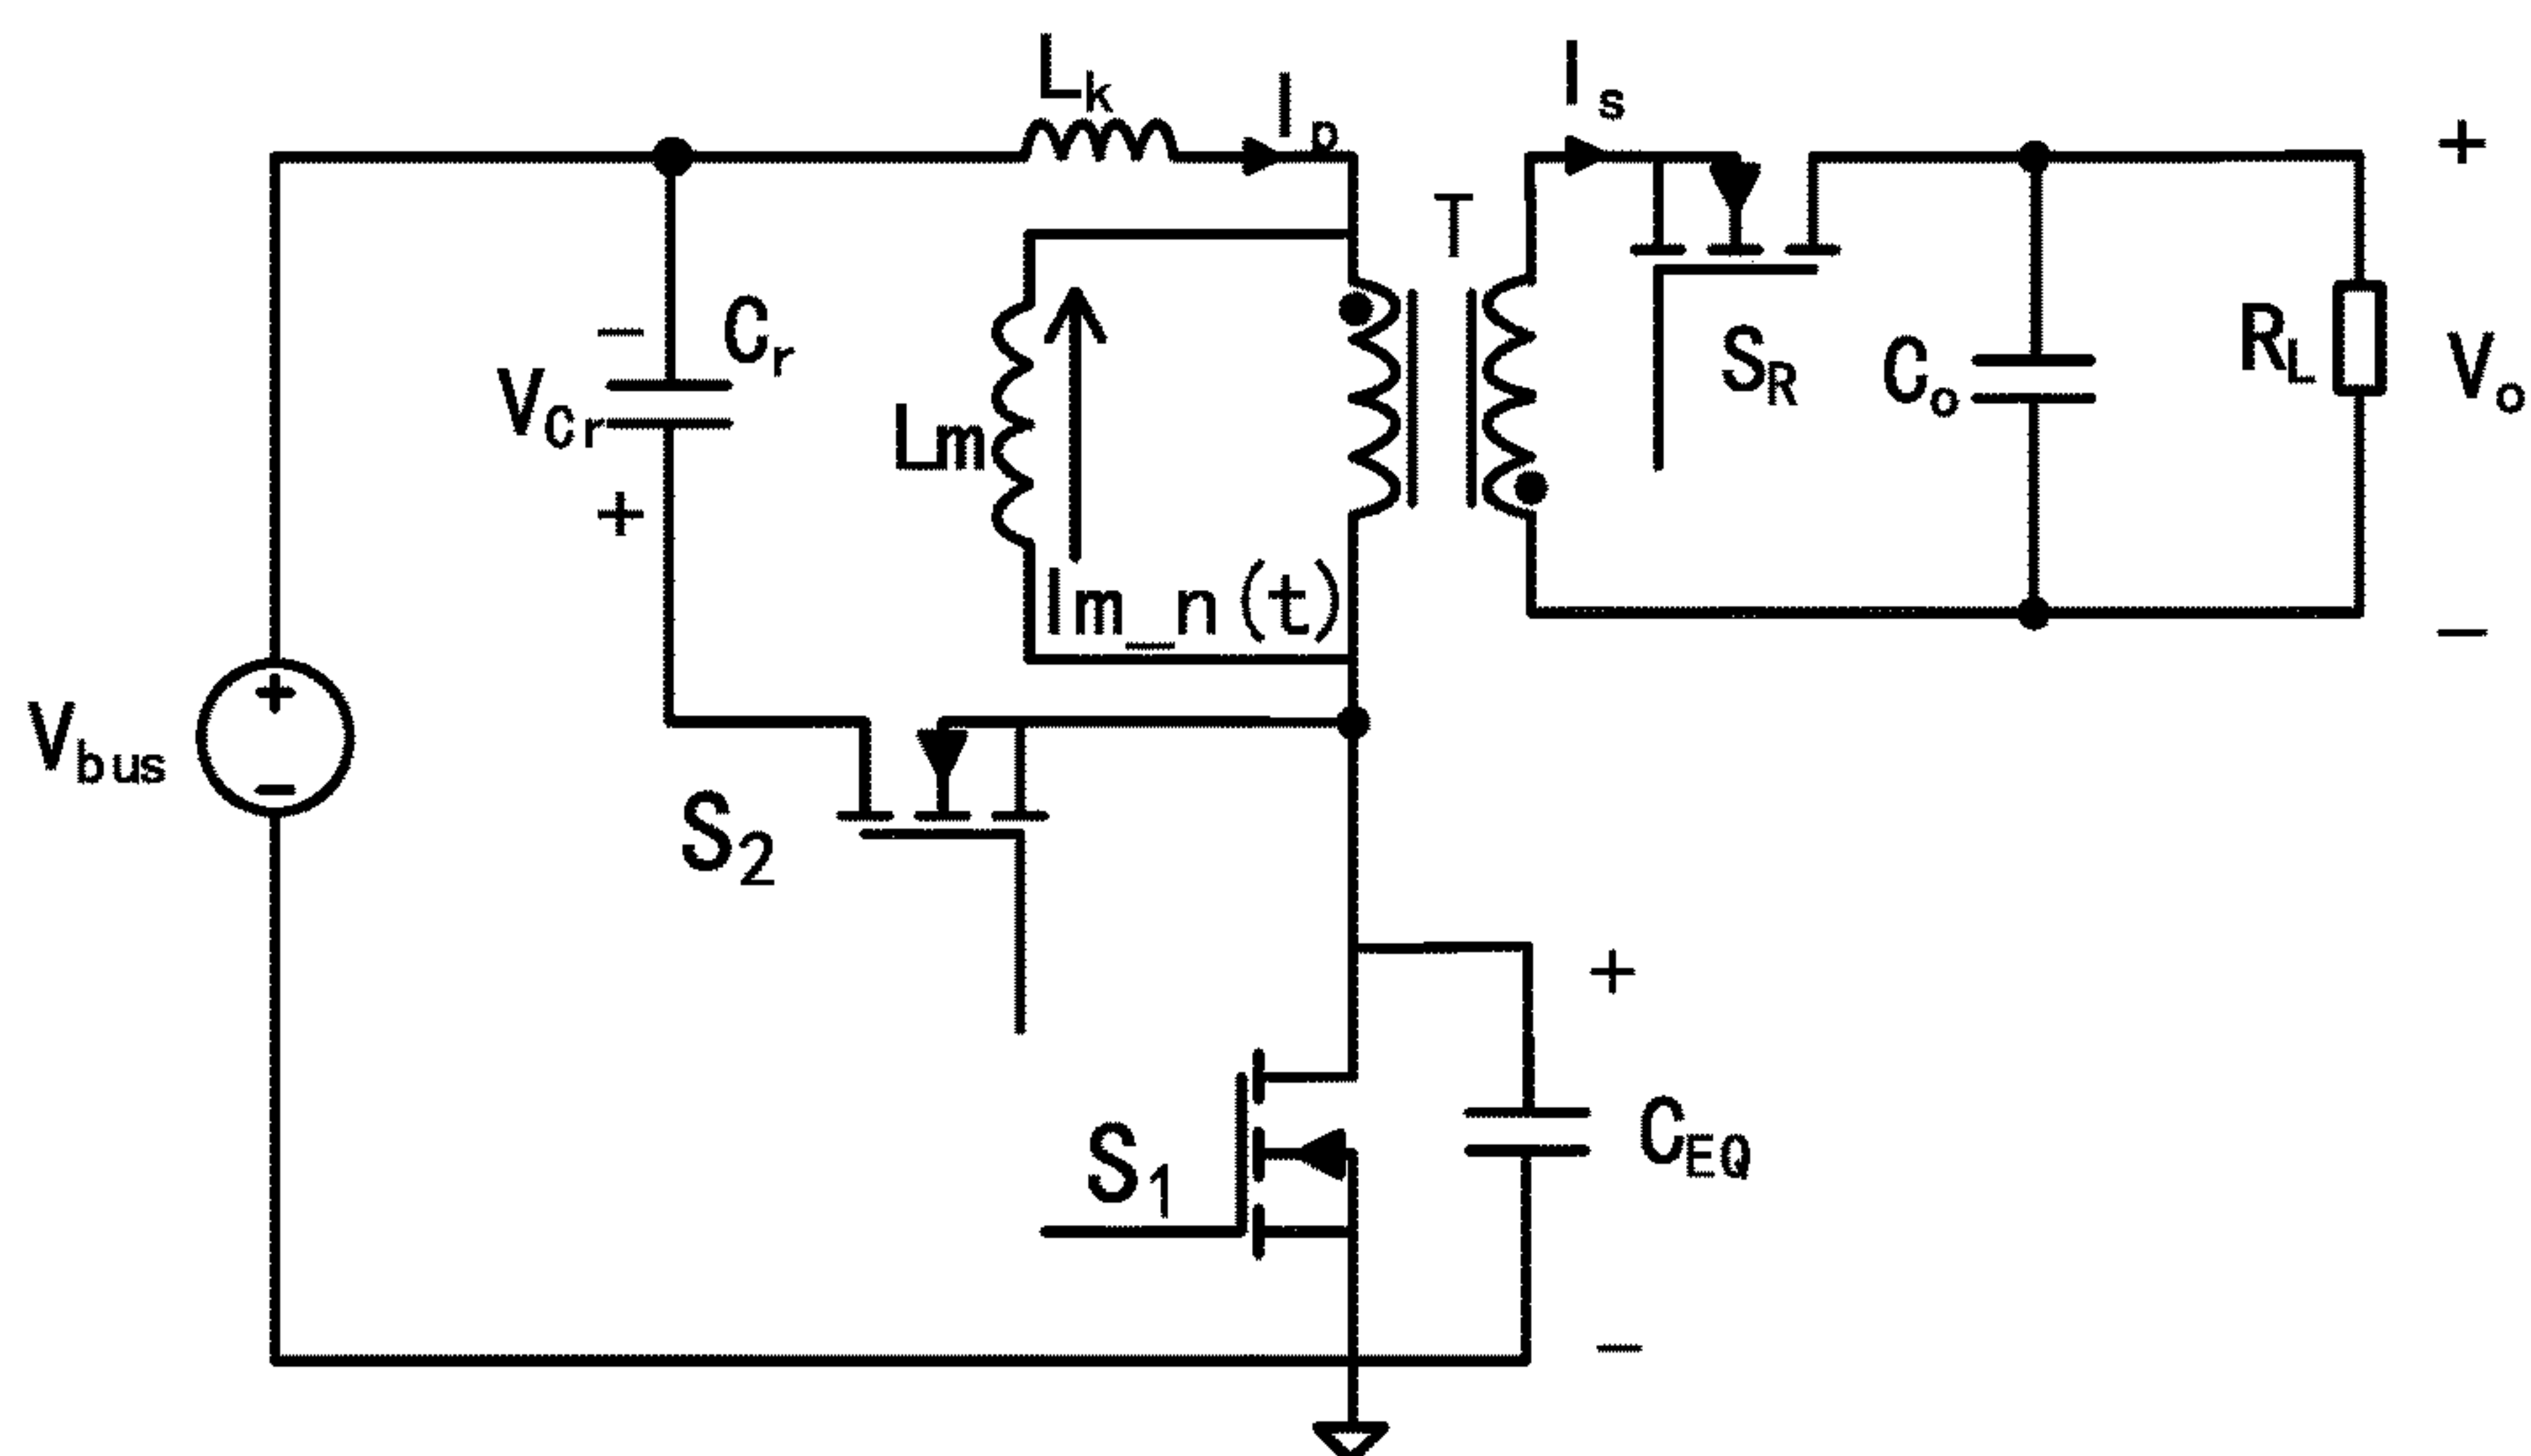 Lk
Ip
Is
+
T
−
Cr
VCr
+
Lm
SR
Co
RL
Vo
Im_n(t)
−
Vbus
+
−
S2
+
S1
CEQ
−